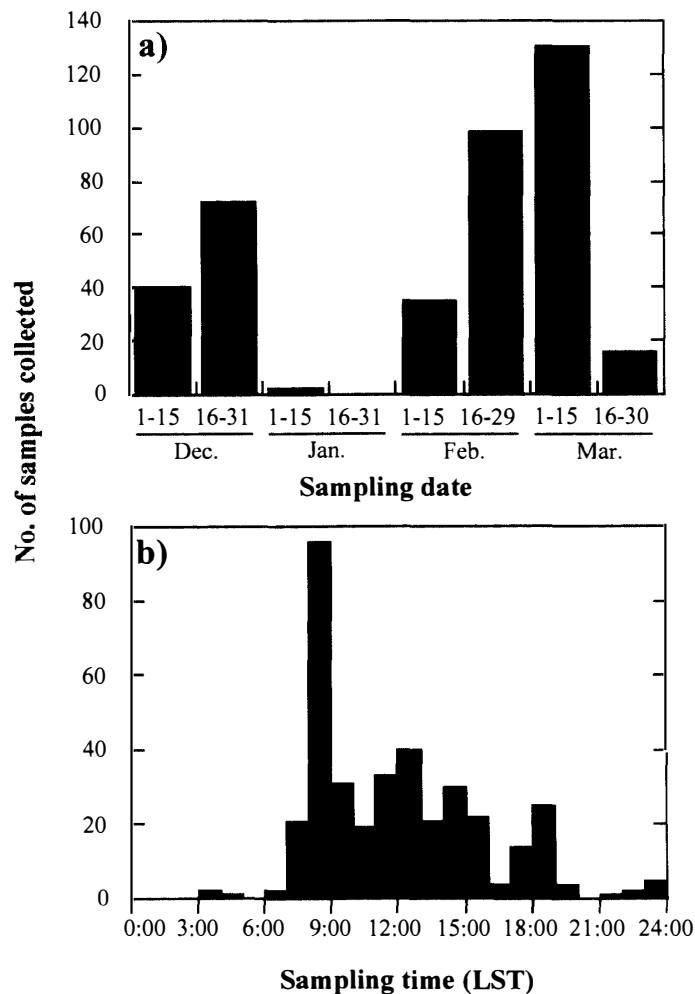 No. of samples collected
a)
140
120
100
80
60
40
20
0
1-15 16-31 1-15 16-31 1-15 16-29 1-15 16-30
Dec. Jan. Feb. Mar.
Sampling date
b)
100
80
60
40
20
0
0:00 3:00 6:00 9:00 12:00 15:00 18:00 21:00 24:00
Sampling time (LST)